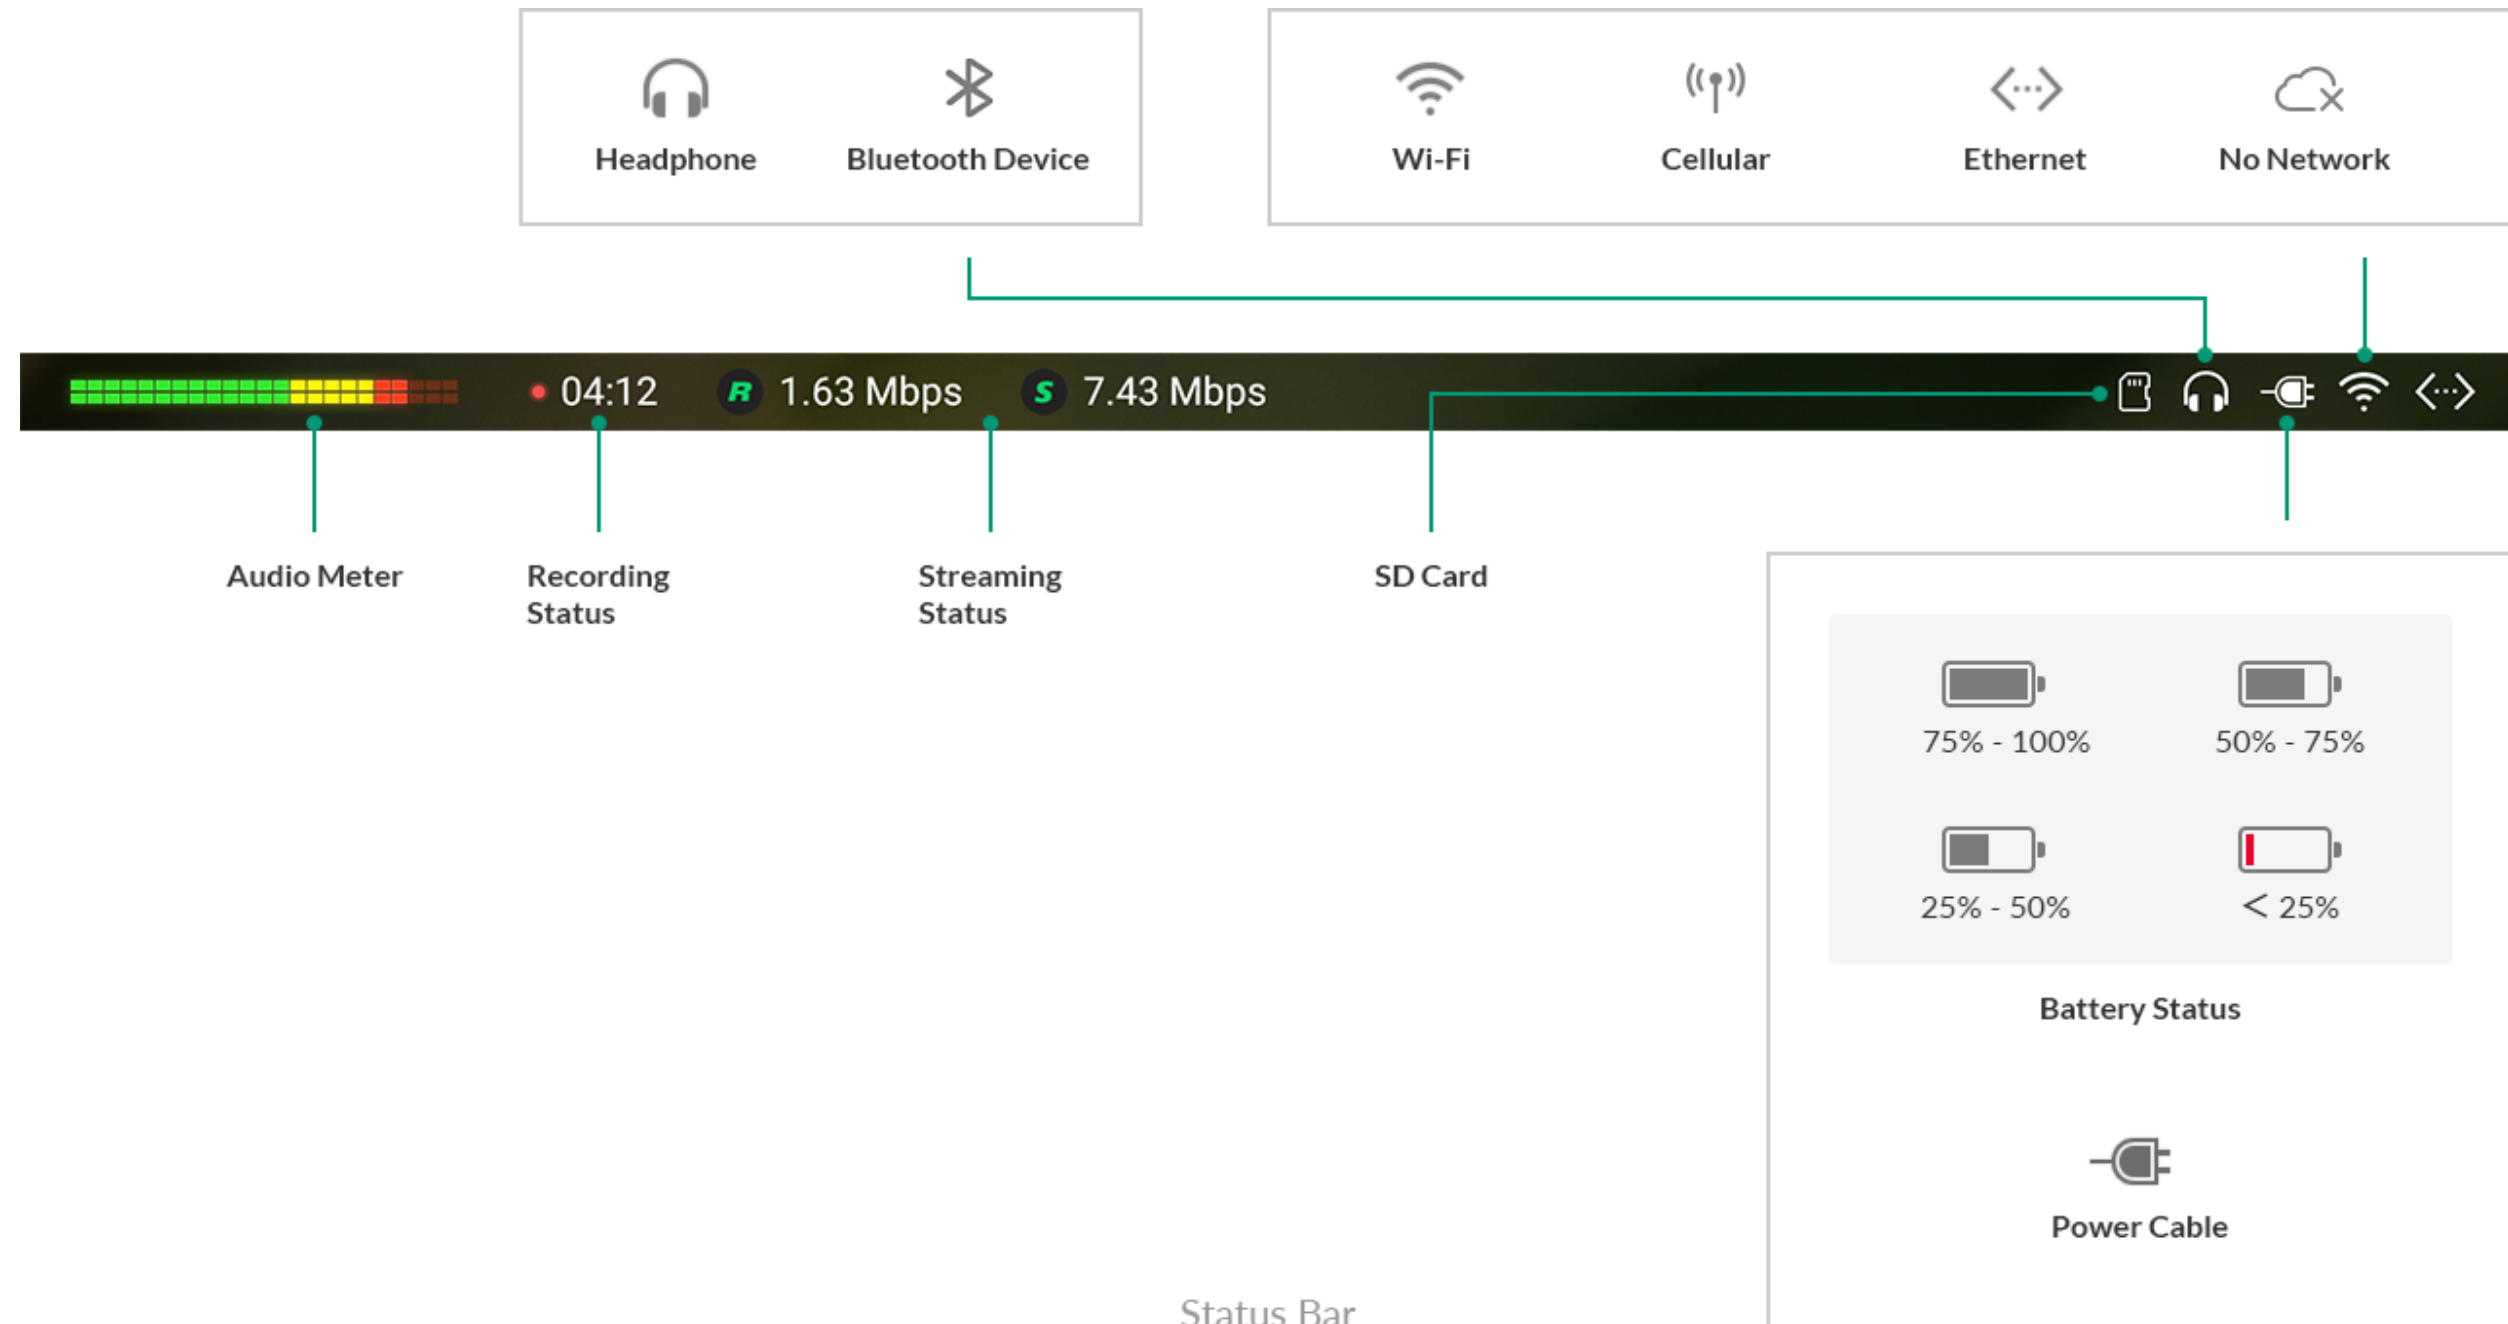 Headphone
Bluetooth Device
Wi-Fi
Cellular
Ethernet
No Network
04:12
R
1.63 Mbps
S
7.43 Mbps
Audio Meter
Recording
Status
Streaming
Status
SD Card
75% - 100%
50% - 75%
25% - 50%
< 25%
Battery Status
Power Cable
Status Bar